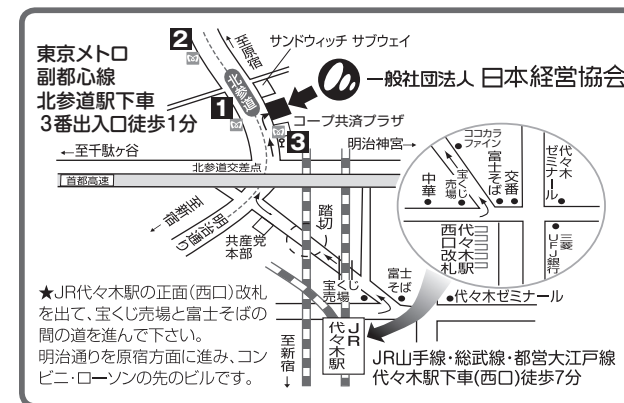 東京メトロ
副都心線
北参道駅下車
3番出入口徒歩1分
2
至原宿
サンドウィッチ サブウェイ
北参道
一般社団法人 日本経営協会
1
コープ共済プラザ
3
←至千駄ヶ谷
明治神宮→
北参道交差点
首都高速
至新宿
明治通り
共産党
本部
踏切
宝くじ
売場
富士
そば
●代々木ゼミナール
至新宿
↓
JR
代々木駅
ココカラ
ファイン
中華
宝くじ
売場
富士そば
交番
代々木
ゼミナール
代々木駅
西口改札
三菱
UFJ銀行
★JR代々木駅の正面(西口)改札
を出て、宝くじ売場と富士そばの
間の道を進んで下さい。
明治通りを原宿方面に進み、コン
ビニ・ローソンの先のビルです。
JR山手線・総武線・都営大江戸線
代々木駅下車(西口)徒歩7分